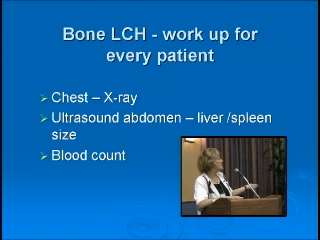 Bone LCH - work up for
every patient
Chest – X-ray
Ultrasound abdomen – liver /spleen
size
Blood count